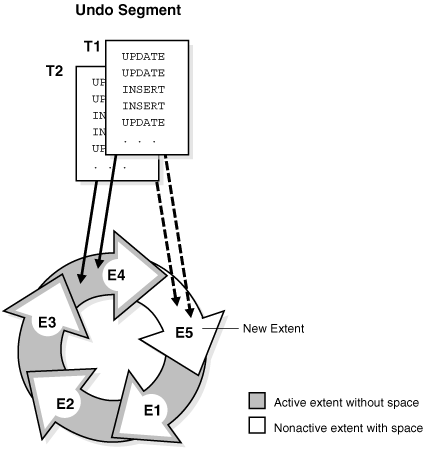 Undo Segment
T1
T2
UPDATE
UPDATE
INSERT
INSERT
UPDATE
. . .
UP
UP
IN
IN
UP
. . .
E4
E3
E5
New Extent
E2
E1
Active extent without space
Nonactive extent with space